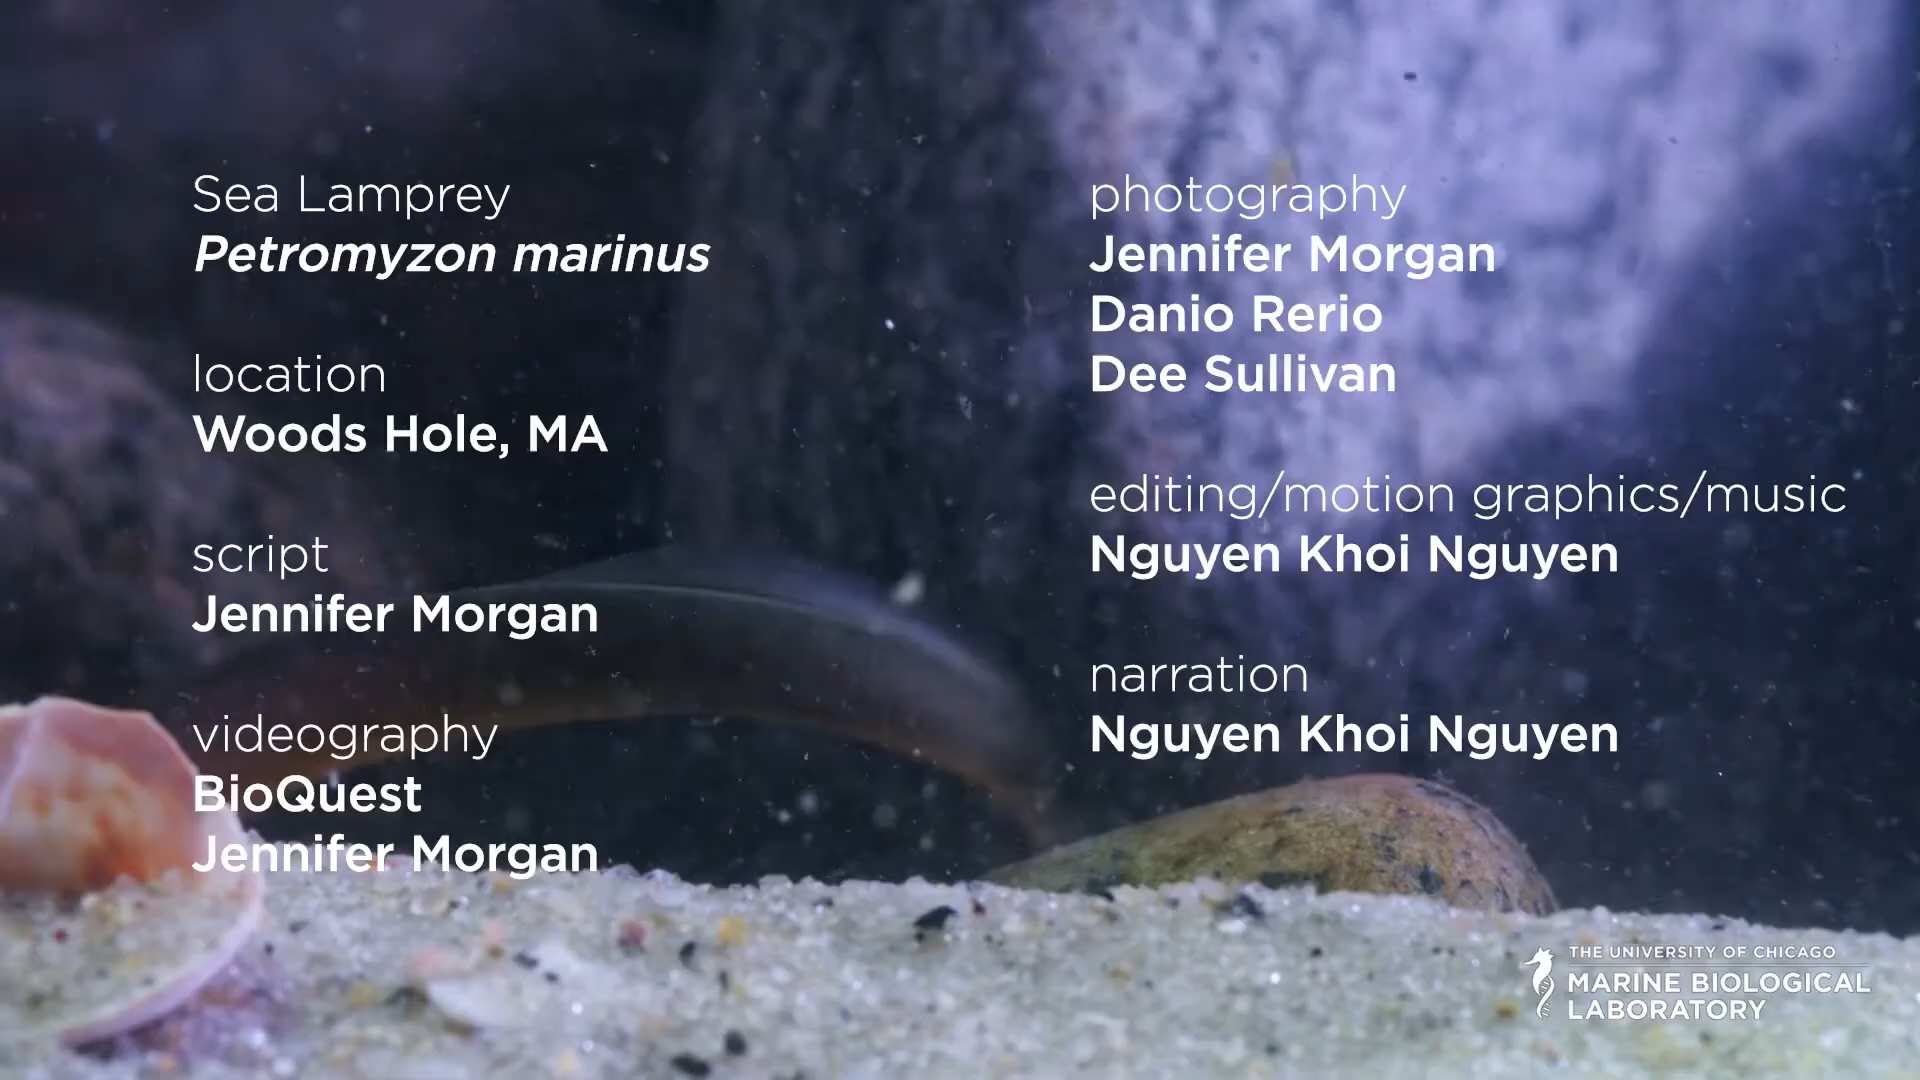 Sea Lamprey
Petromyzon marinus
location
Woods Hole, MA
script
Jennifer Morgan
videography
BioQuest
Jennifer Morgan
photography
Jennifer Morgan
Danio Rerio
Dee Sullivan
editing/motion graphics/music
Nguyen Khoi Nguyen
narration
Nguyen Khoi Nguyen
THE UNIVERSITY OF CHICAGO
MARINE BIOLOGICAL
LABORATORY